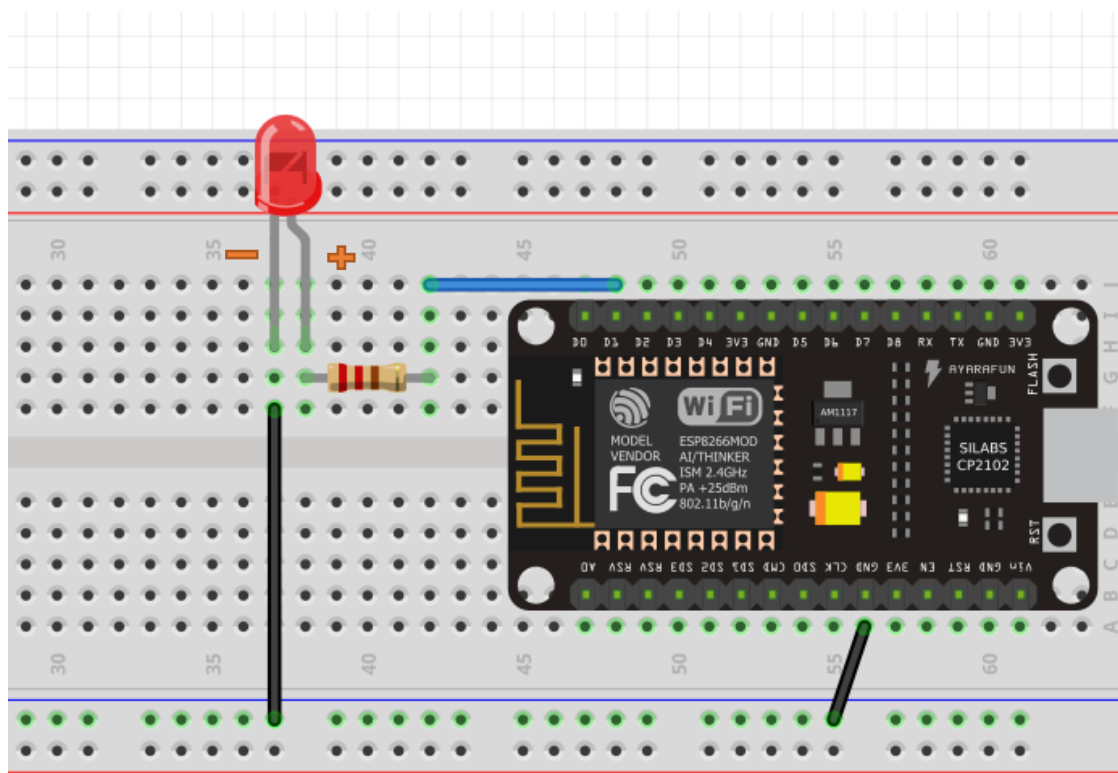 30 35 40 45 50 55 60
− +
J
I
D0 D1 D2 D3 D4 3V3 GND D5 D6 D7 D8 RX TX GND 3V3
H
G
FLASH
AYARAFUN
WiFi
AM1117
MODEL
VENDOR
ESP8266MOD
AI/THINKER
ISM 2.4GHz
PA +25dBm
802.11b/g/n
FC
SILABS
CP2102
RST
D
C
A0 RSV RSV SD3 SD2 SD1 CMD SD0 CLK GND 3V3 EN RST GND Vin
B
A
30 35 40 45 50 55 60